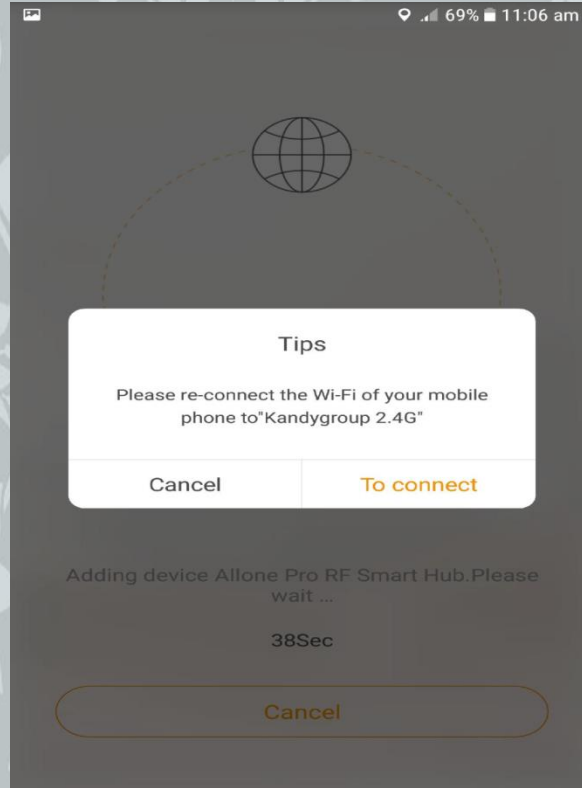 69% 11:06 am
Tips
Please re-connect the Wi-Fi of your mobile
phone to"Kandygroup 2.4G"
Cancel
To connect
Adding device Allone Pro RF Smart Hub.Please
wait ...
38Sec
Cancel